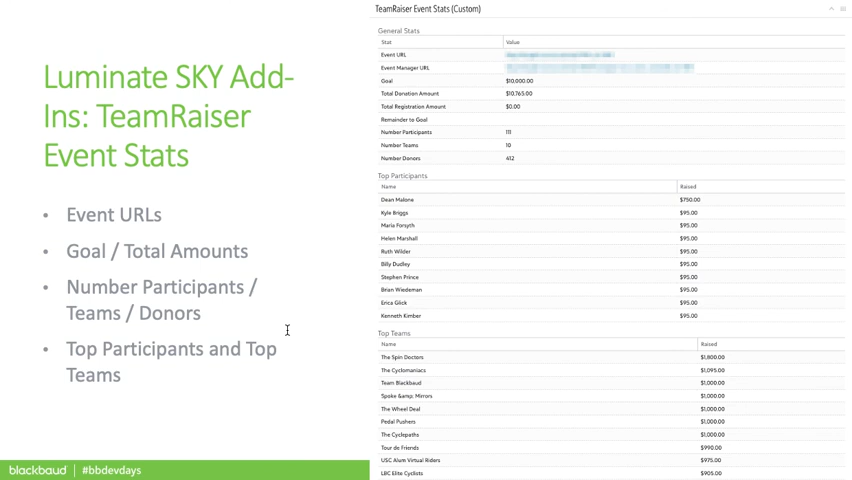 Luminate SKY Add-
Ins: TeamRaiser
Event Stats
• Event URLs
• Goal / Total Amounts
• Number Participants /
Teams / Donors
• Top Participants and Top
Teams
blackbaud | #bbdevdays
TeamRaiser Event Stats (Custom)
General Stats
Stat Value
Event URL
Event Manager URL
Goal $10,000.00
Total Donation Amount $10,765.00
Total Registration Amount $0.00
Remainder to Goal
Number Participants 111
Number Teams 10
Number Donors 412
Top Participants
Name Raised
Dean Malone $750.00
Kyle Briggs $95.00
Maria Forsyth $95.00
Helen Marshall $95.00
Ruth Wilder $95.00
Billy Dudley $95.00
Stephen Prince $95.00
Brian Wiedeman $95.00
Erica Glick $95.00
Kenneth Kimber $95.00
Top Teams
Name Raised
The Spin Doctors $1,800.00
The Cyclomaniacs $1,095.00
Team Blackbaud $1,000.00
Spoke &amp; Mirrors $1,000.00
The Wheel Deal $1,000.00
Pedal Pushers $1,000.00
The Cyclepaths $1,000.00
Tour de Friends $990.00
USC Alum Virtual Riders $975.00
LBC Elite Cyclists $905.00